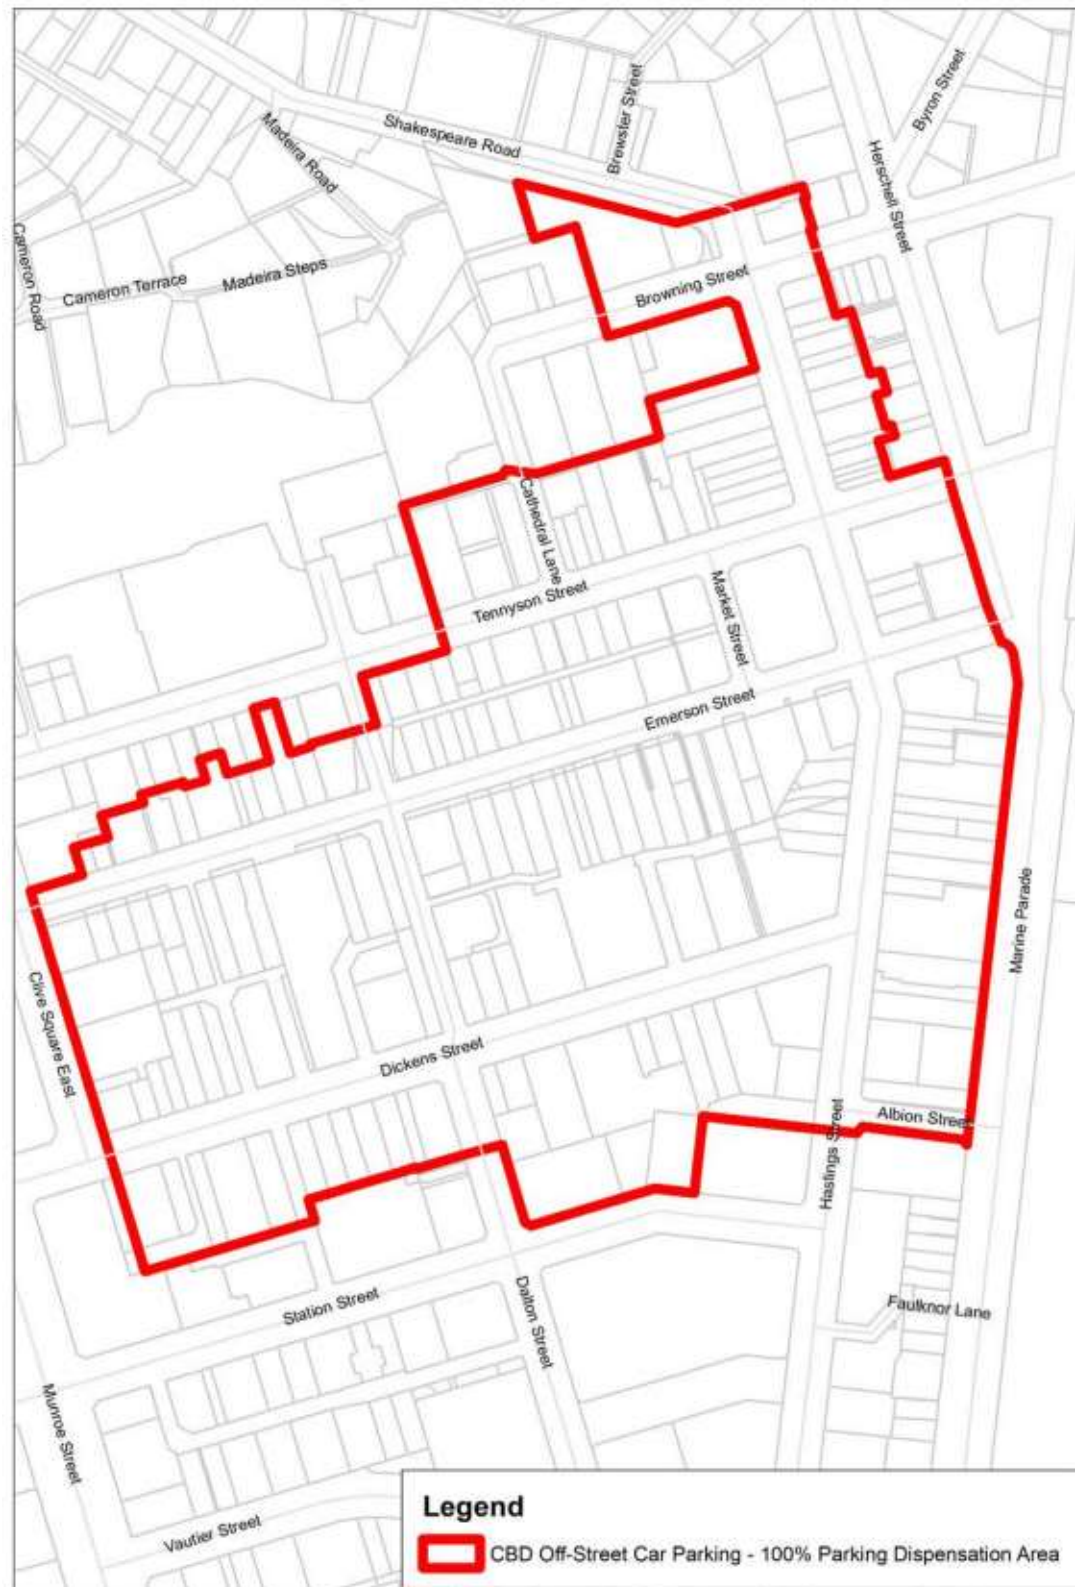 Byron Street
Brewster Street
Shakespeare Road
Madeira Road
Herschell Street
Cameron Road
Cameron Terrace
Madeira Steps
Browning Street
Cathedral Lane
Tennyson Street
Market Street
Emerson Street
Marine Parade
Clive Square East
Dickens Street
Albion Street
Hastings Street
Station Street
Dalton Street
Faulknor Lane
Munroe Street
Vautier Street
Legend
CBD Off-Street Car Parking - 100% Parking Dispensation Area